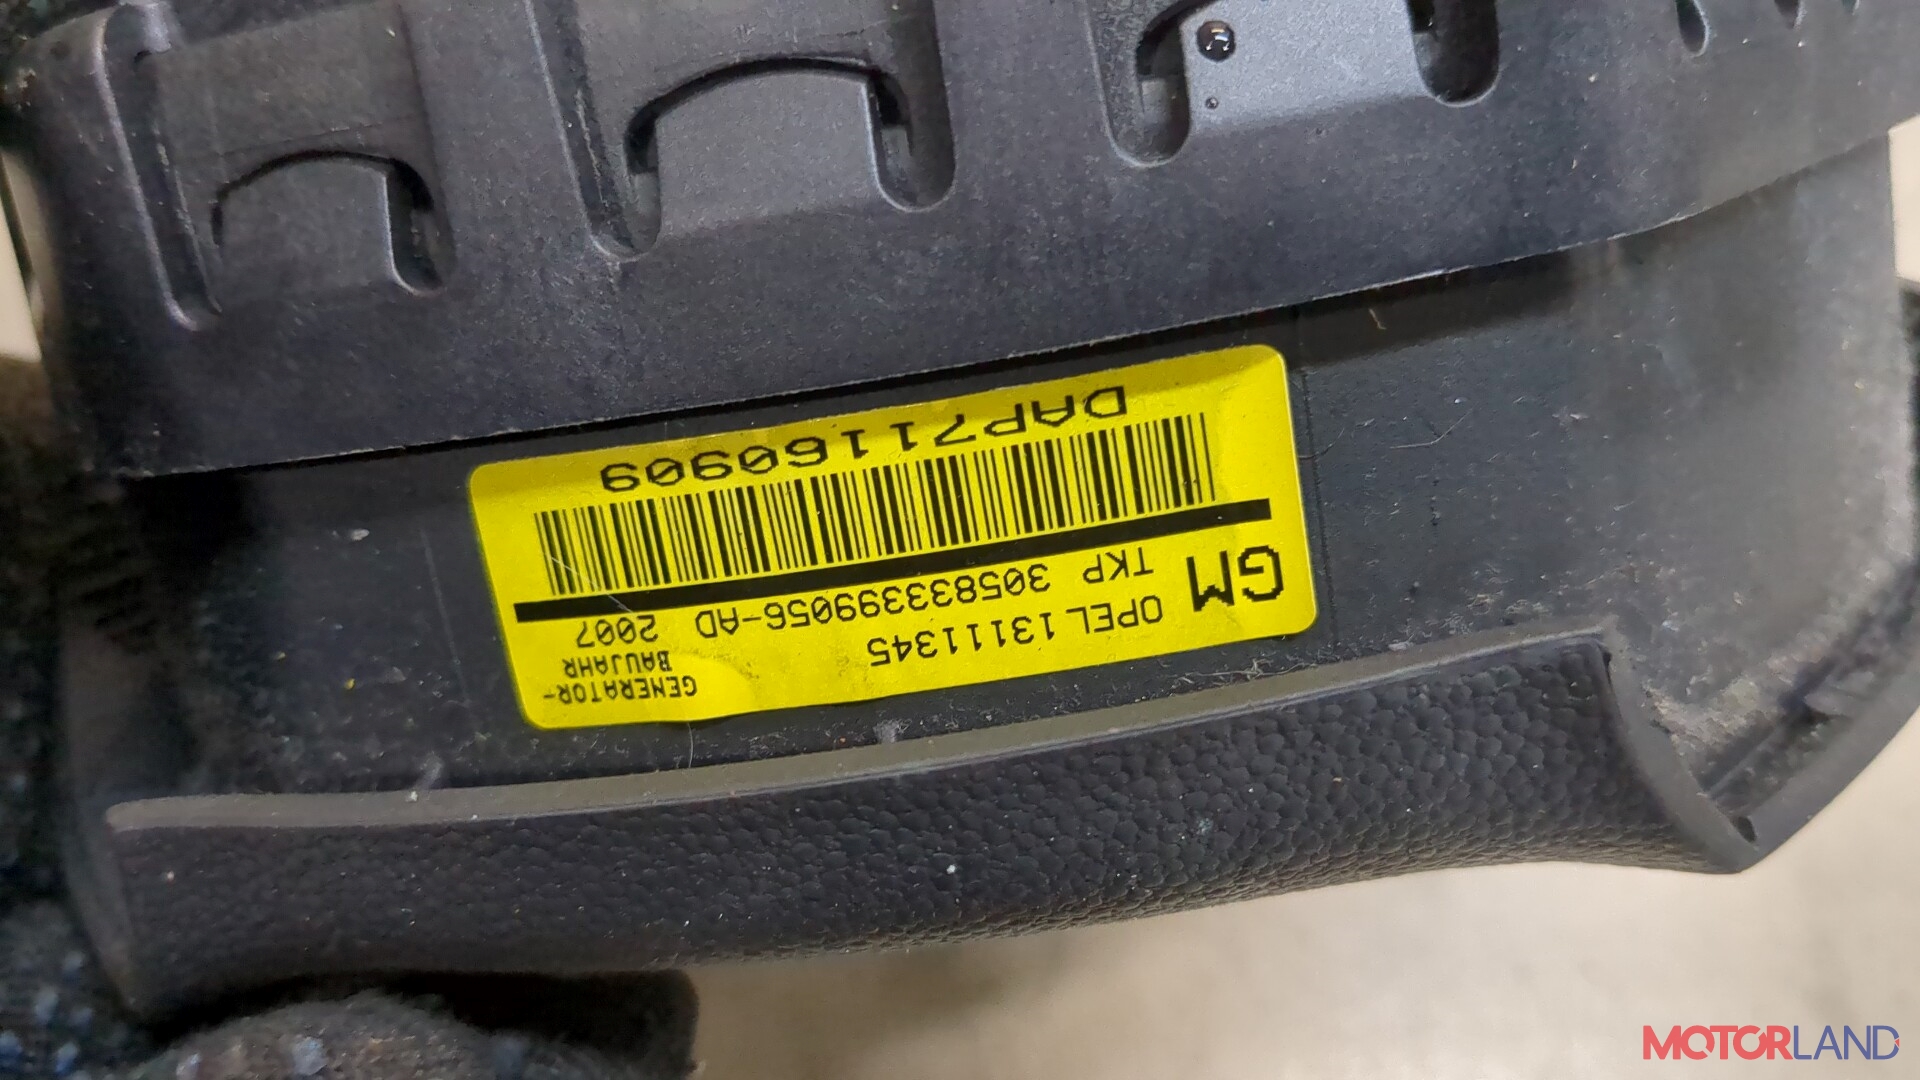 GENERATOR-
BAUJAHR
GM OPEL 13111345
TKP 305833399056-AD 2007
DAP71160909
MOTORLAND